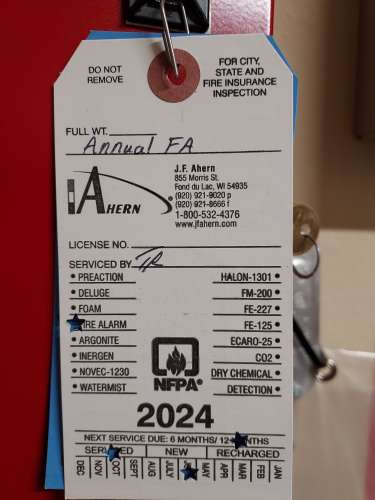 DO NOT
REMOVE
FOR CITY,
STATE AND
FIRE INSURANCE
INSPECTION
FULL WT.
Annual FA
AHERN
J.F. Ahern
855 Morris St.
Fond du Lac, WI 54935
(920) 921-9020 p
(920) 921-8666 f
1-800-532-4376
www.jfahern.com
LICENSE NO.
SERVICED BY
• PREACTION HALON-1301 •
• DELUGE FM-200 •
• FOAM FE-227 •
IRE ALARM FE-125 •
• ARGONITE ECARO-25 •
• INERGEN CO2 •
• NOVEC-1230 DRY CHEMICAL •
• WATERMIST DETECTION •
NFPA®
2024
NEXT SERVICE DUE: 6 MONTHS/ 12 NTHS
SERVICED NEW RECHARGED
DEC NOV OCT SEPT AUG JULY MAY APR MAR FEB JAN